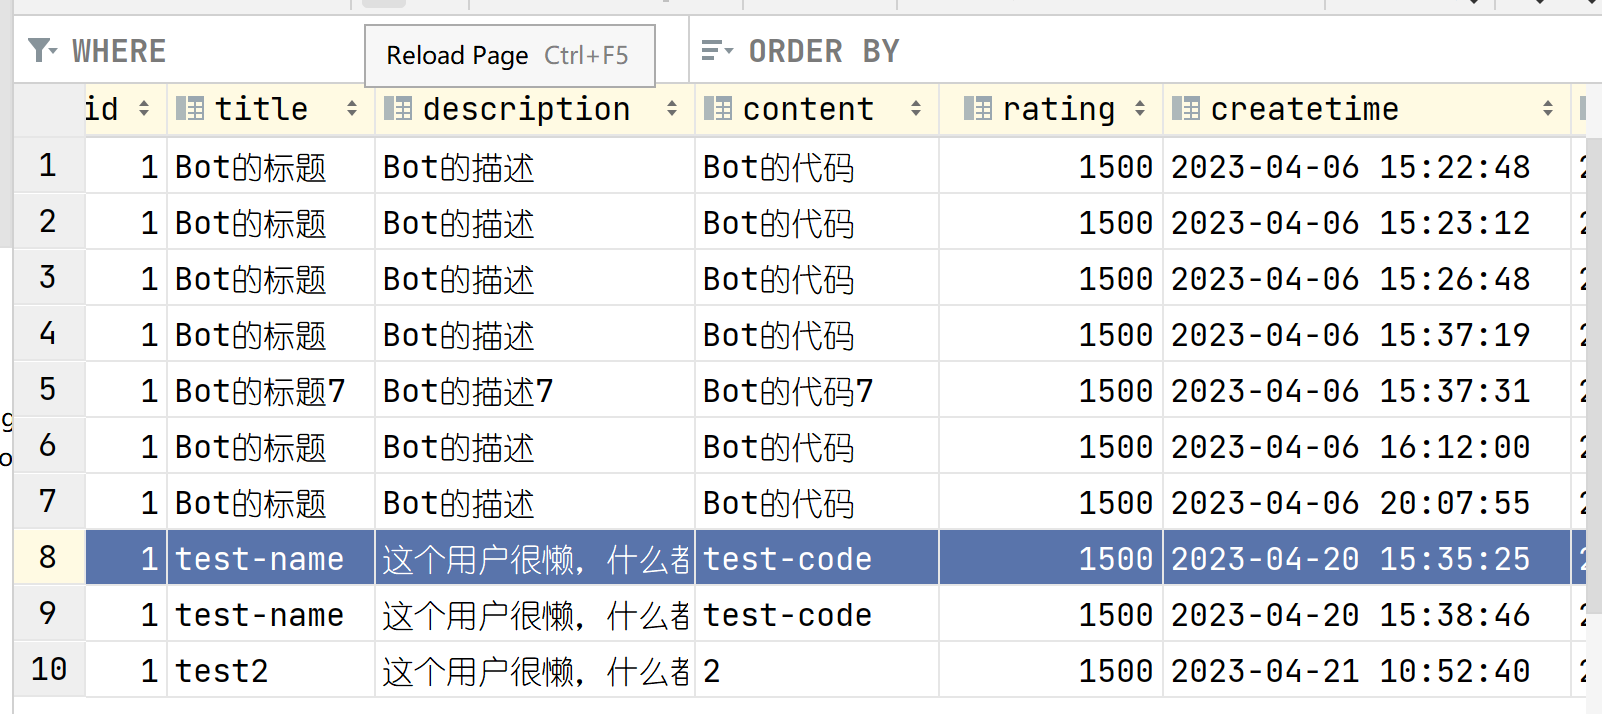 WHERE
Reload Page Ctrl+F5
ORDER BY
id title description content rating createtime
1 1 Bot的标题 Bot的描述 Bot的代码 1500 2023-04-06 15:22:48
2 1 Bot的标题 Bot的描述 Bot的代码 1500 2023-04-06 15:23:12
3 1 Bot的标题 Bot的描述 Bot的代码 1500 2023-04-06 15:26:48
4 1 Bot的标题 Bot的描述 Bot的代码 1500 2023-04-06 15:37:19
5 1 Bot的标题7 Bot的描述7 Bot的代码7 1500 2023-04-06 15:37:31
6 1 Bot的标题 Bot的描述 Bot的代码 1500 2023-04-06 16:12:00
7 1 Bot的标题 Bot的描述 Bot的代码 1500 2023-04-06 20:07:55
8 1 test-name 这个用户很懒，什么都 test-code 1500 2023-04-20 15:35:25
9 1 test-name 这个用户很懒，什么都 test-code 1500 2023-04-20 15:38:46
10 1 test2 这个用户很懒，什么都 2 1500 2023-04-21 10:52:40